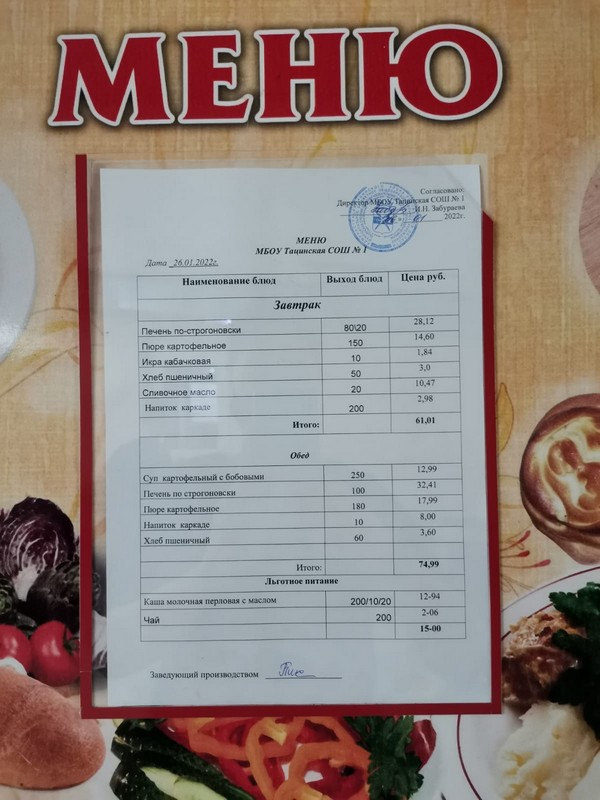 МЕНЮ
Согласовано:
Директор МБОУ Тацинская СОШ № 1
И.Н. Забураева
01 2022г.
МЕНЮ
МБОУ Тацинская СОШ № 1
Дата 26.01.2022г.
Наименование блюд Выход блюд Цена руб.
Завтрак
Печень по-строгоновски 80\20 28,12
Пюре картофельное 150 14,60
Икра кабачковая 10 1,84
Хлеб пшеничный 50 3,0
Сливочное масло 20 10,47
Напиток каркаде 200 2,98
Итого: 61,01
Обед
Суп картофельный с бобовыми 250 12,99
Печень по строгоновски 100 32,41
Пюре картофельное 180 17,99
Напиток каркаде 10 8,00
Хлеб пшеничный 60 3,60
Итого: 74,99
Льготное питание
Каша молочная перловая с маслом 200/10/20 12-94
Чай 200 2-06
15-00
Заведующий производством